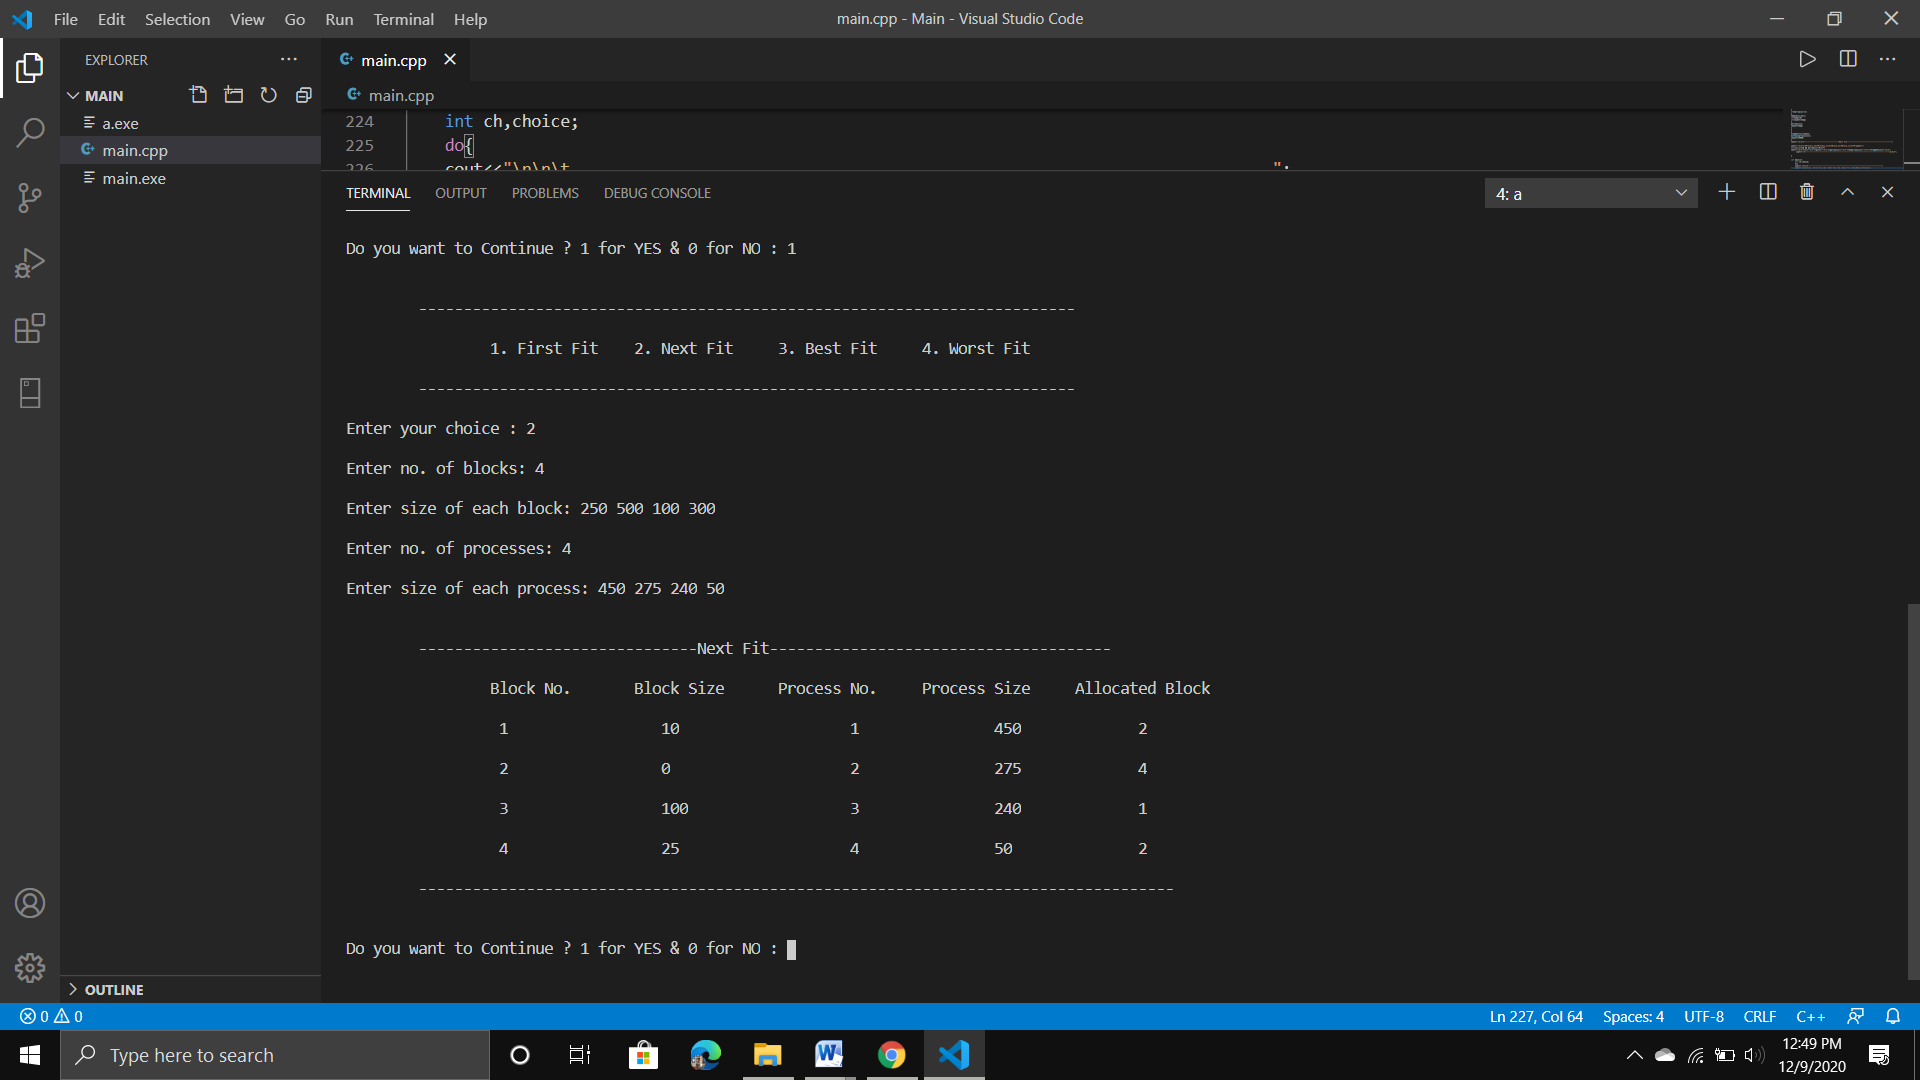 File Edit Selection View Go Run Terminal Help
main.cpp - Main - Visual Studio Code
EXPLORER
MAIN
a.exe
main.cpp
main.exe
OUTLINE
main.cpp
main.cpp
224 int ch,choice;
225 do{
226 cout<<"\n\n\t ";
TERMINAL OUTPUT PROBLEMS DEBUG CONSOLE
4: a
Do you want to Continue ? 1 for YES & 0 for NO : 1
-------------------------------------------------------------------------
1. First Fit 2. Next Fit 3. Best Fit 4. Worst Fit
-------------------------------------------------------------------------
Enter your choice : 2
Enter no. of blocks: 4
Enter size of each block: 250 500 100 300
Enter no. of processes: 4
Enter size of each process: 450 275 240 50
-------------------------------Next Fit--------------------------------------
Block No. Block Size Process No. Process Size Allocated Block
1 10 1 450 2
2 0 2 275 4
3 100 3 240 1
4 25 4 50 2
------------------------------------------------------------------------------------
Do you want to Continue ? 1 for YES & 0 for NO :
0 0
Ln 227, Col 64 Spaces: 4 UTF-8 CRLF C++
Type here to search
12:49 PM
12/9/2020